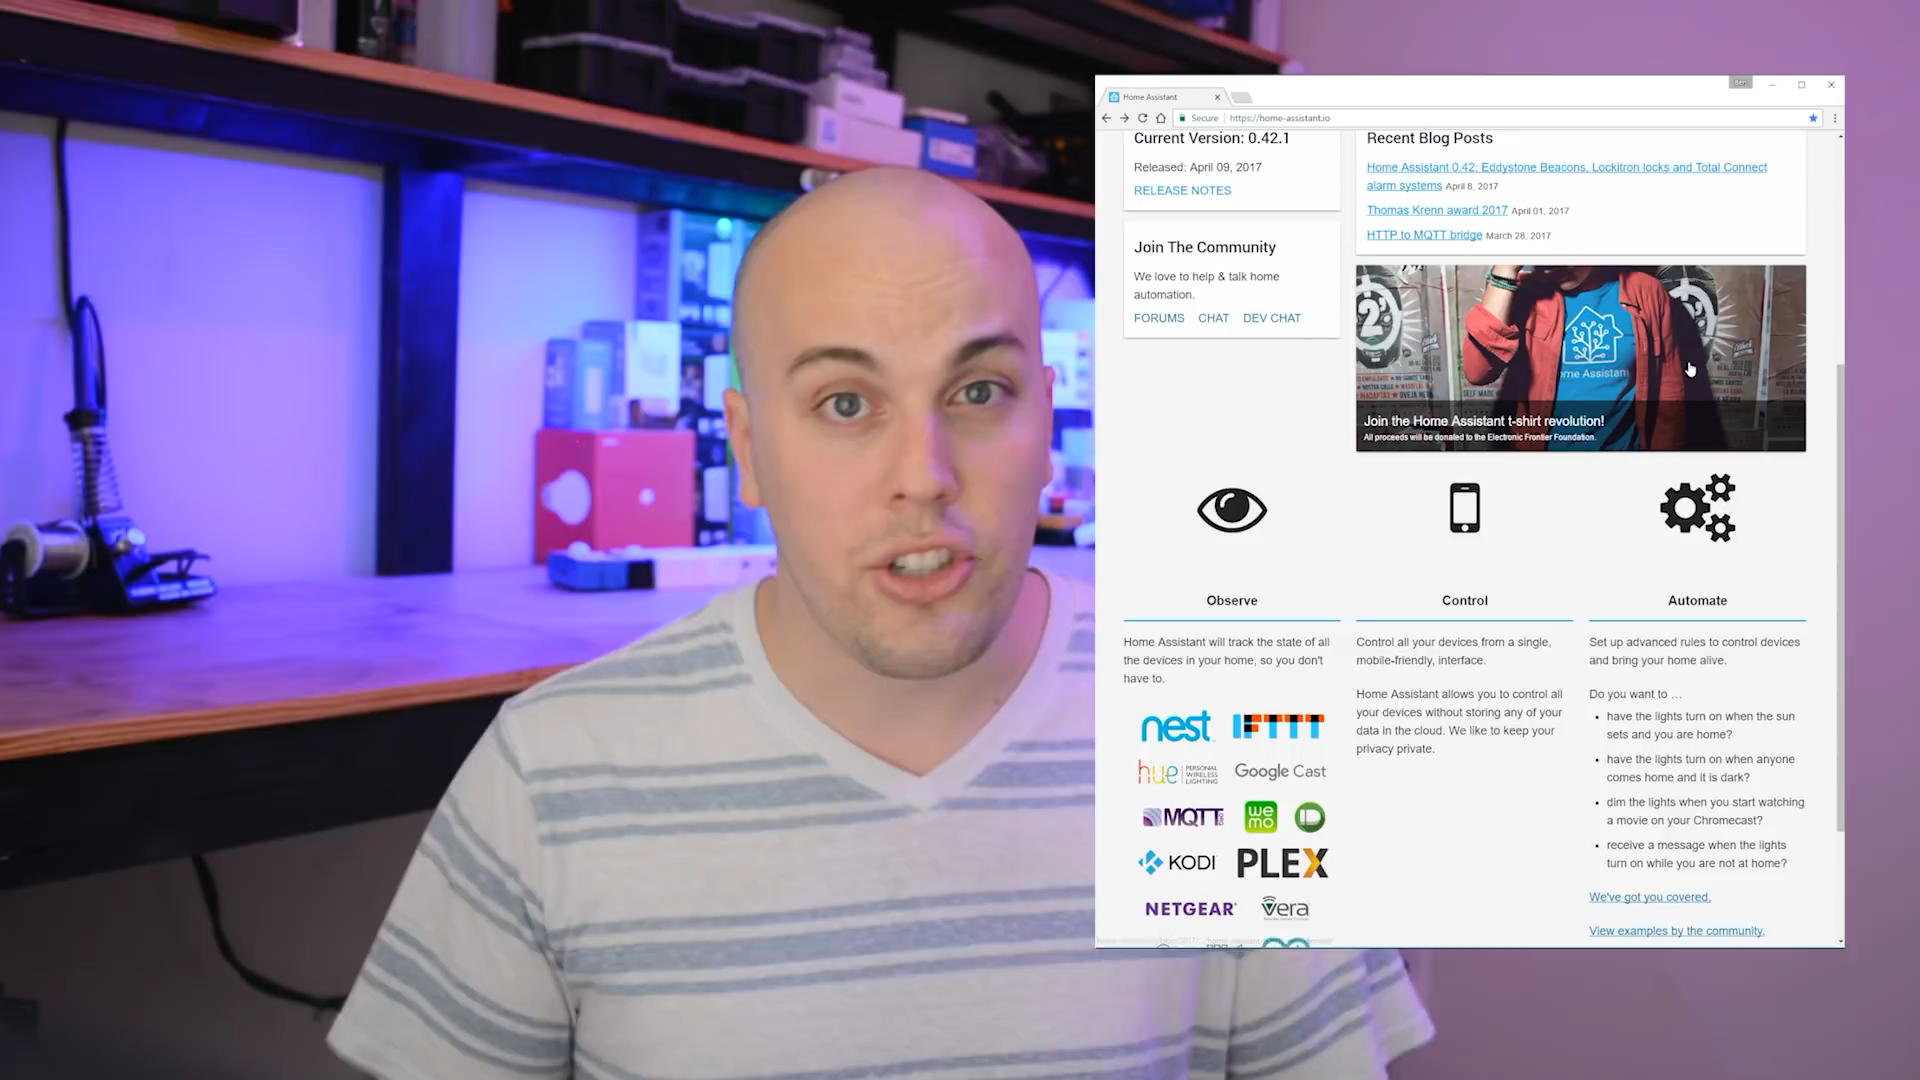 Ben
Home Assistant
Secure
https://home-assistant.io
Current Version: 0.42.1
Released: April 09, 2017
RELEASE NOTES
Join The Community
We love to help & talk home
automation.
FORUMS CHAT DEV CHAT
Recent Blog Posts
Home Assistant 0.42: Eddystone Beacons, Lockitron locks and Total Connect
alarm systems April 8, 2017
Thomas Krenn award 2017 April 01, 2017
HTTP to MQTT bridge March 28, 2017
ome Assistant
Join the Home Assistant t-shirt revolution!
All proceeds will be donated to the Electronic Frontier Foundation.
Observe
Home Assistant will track the state of all
the devices in your home, so you don't
have to.
nest IFTTT
hue PERSONAL
WIRELESS
LIGHTING
Google Cast
MQTT.ORG
we
mo
KODI PLEX
NETGEAR vera
Control
Control all your devices from a single,
mobile-friendly, interface.
Home Assistant allows you to control all
your devices without storing any of your
data in the cloud. We like to keep your
privacy private.
Automate
Set up advanced rules to control devices
and bring your home alive.
Do you want to ...
have the lights turn on when the sun
sets and you are home?
have the lights turn on when anyone
comes home and it is dark?
dim the lights when you start watching
a movie on your Chromecast?
receive a message when the lights
turn on while you are not at home?
We've got you covered.
View examples by the community.